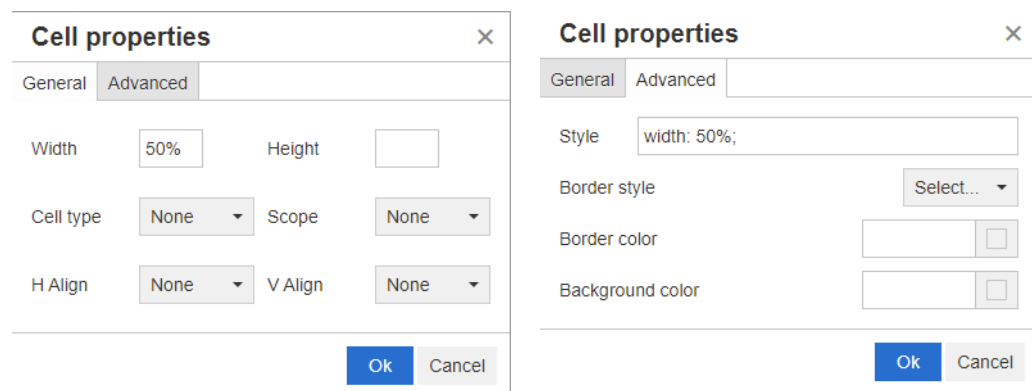 Cell properties ×
General Advanced
Width 50% Height
Cell type None Scope None
H Align None V Align None
Ok Cancel
Cell properties ×
General Advanced
Style width: 50%;
Border style Select...
Border color
Background color
Ok Cancel